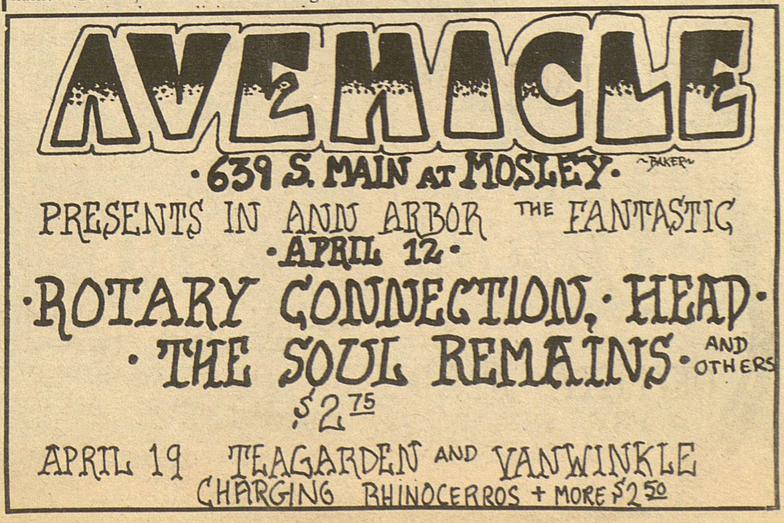 AVEHICLE
~BAKER~
·639 S. MAIN AT MOSLEY·
PRESENTS IN ANN ARBOR THE FANTASTIC
·APRIL 12·
·ROTARY CONNECTION,· HEAD·
· THE SOUL REMAINS· AND OTHERS
$2 75
APRIL 19 TEAGARDEN AND VANWINKLE
CHARGING RHINOCERROS + MORE $2 50